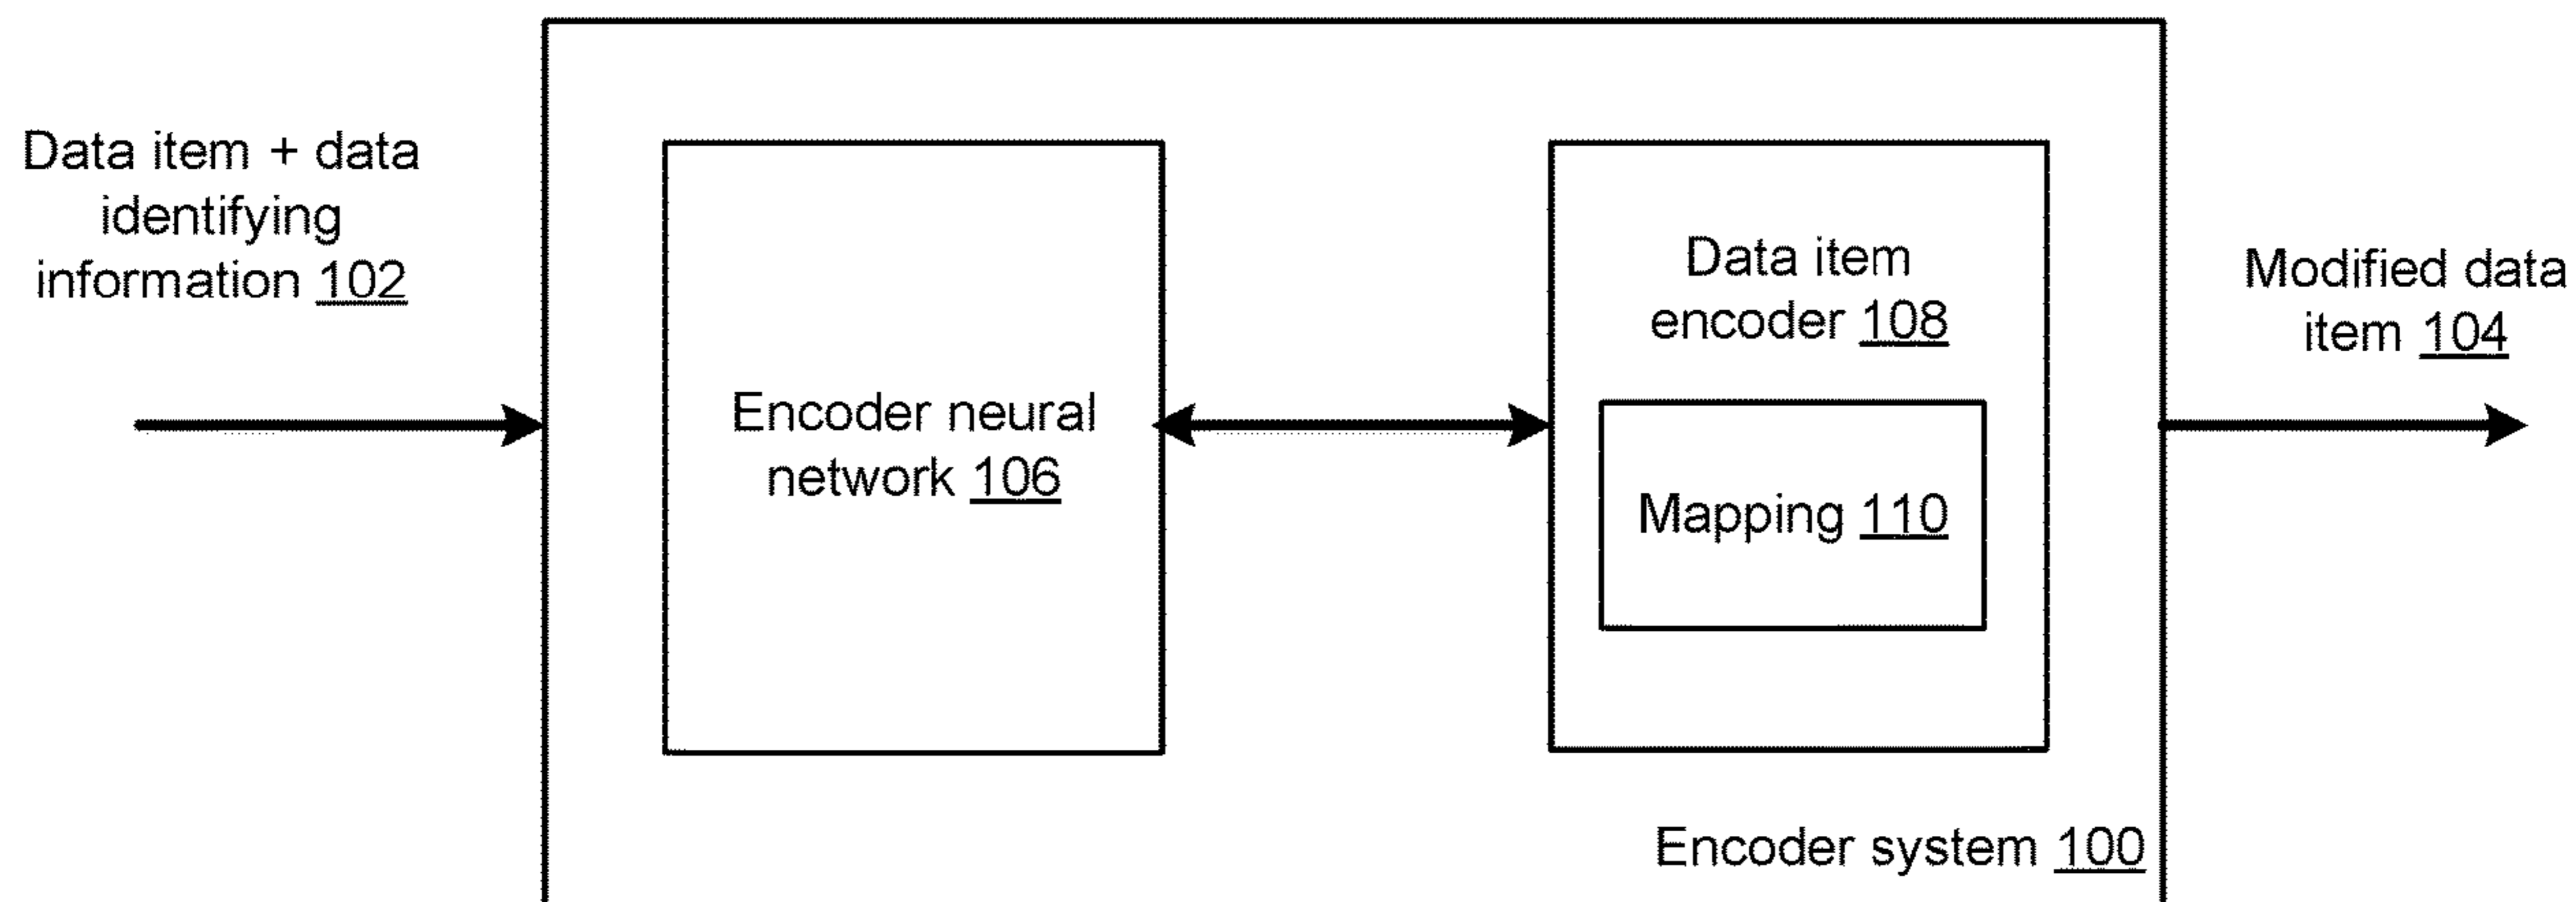 Data item + data
identifying
information 102
Encoder neural
network 106
Data item
encoder 108
Mapping 110
Modified data
item 104
Encoder system 100